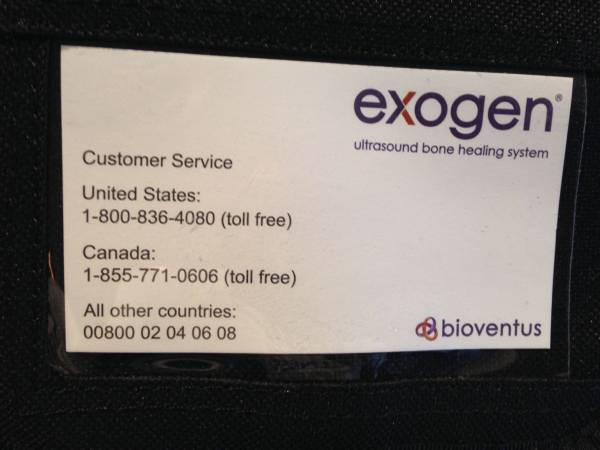 exogen®
ultrasound bone healing system
Customer Service
United States:
1-800-836-4080 (toll free)
Canada:
1-855-771-0606 (toll free)
All other countries:
00800 02 04 06 08
bioventus